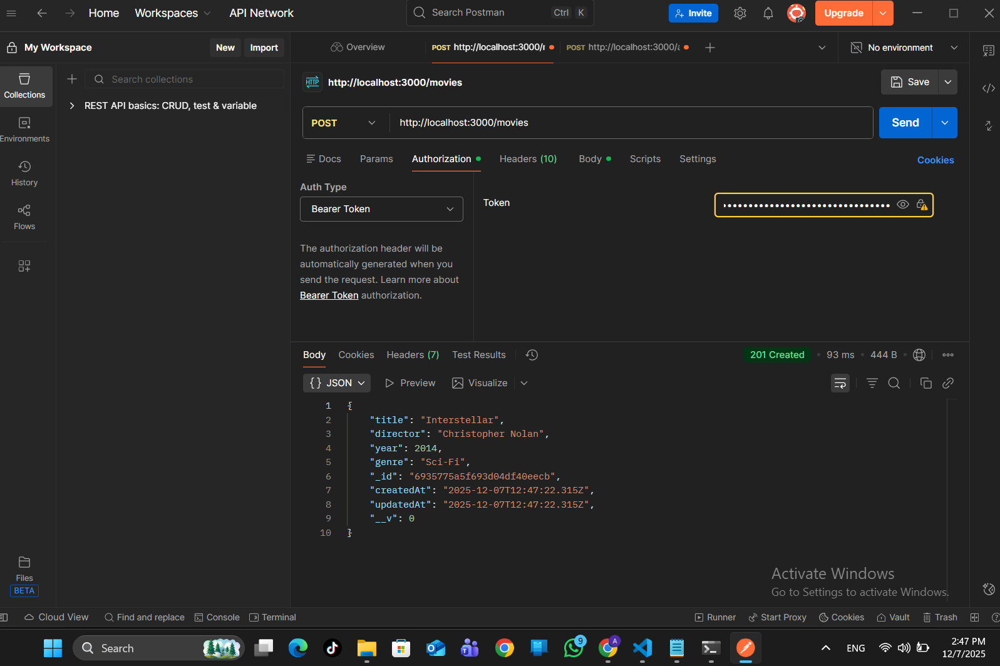 Home Workspaces API Network Search Postman Ctrl K Invite Upgrade
My Workspace New Import Overview POST http://localhost:3000/r POST http://localhost:3000/a No environment
Search collections
REST API basics: CRUD, test & variable
Collections
Environments
History
Flows
Files
BETA
HTTP http://localhost:3000/movies Save
POST http://localhost:3000/movies Send
Docs Params Authorization Headers (10) Body Scripts Settings Cookies
Auth Type
Bearer Token
Token
The authorization header will be
automatically generated when you
send the request. Learn more about
Bearer Token authorization.
Body Cookies Headers (7) Test Results 201 Created • 93 ms • 444 B
{} JSON Preview Visualize
1 {
2 "title": "Interstellar",
3 "director": "Christopher Nolan",
4 "year": 2014,
5 "genre": "Sci-Fi",
6 "_id": "6935775a5f693d04df40eecb",
7 "createdAt": "2025-12-07T12:47:22.315Z",
8 "updatedAt": "2025-12-07T12:47:22.315Z",
9 "__v": 0
10 }
Activate Windows
Go to Settings to activate Windows.
Cloud View Find and replace Console Terminal Runner Start Proxy Cookies Vault Trash
Search 9 A ENG 2:47 PM
12/7/2025